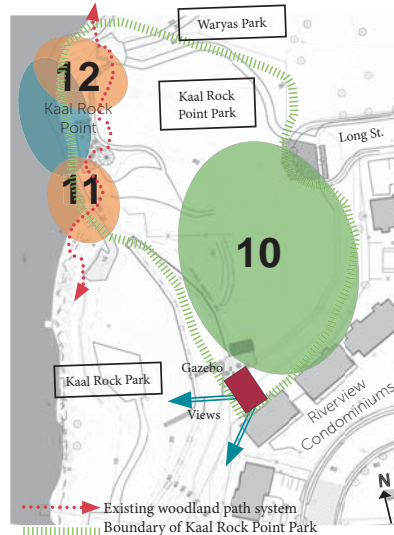 Waryas Park
12
Kaal Rock
Point
Kaal Rock
Point Park
Long St.
11
10
Gazebo
Kaal Rock Park
Views
Riverview
Condominiums
N
Existing woodland path system
Boundary of Kaal Rock Point Park